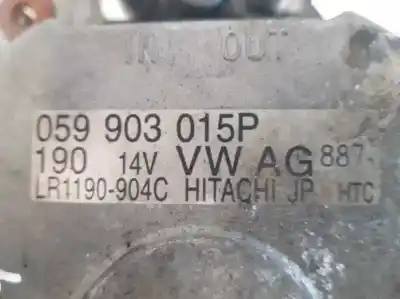 IN OUT
059 903 015P
190 14V VW AG 887
LR1190-904C HITACHI JP HTC